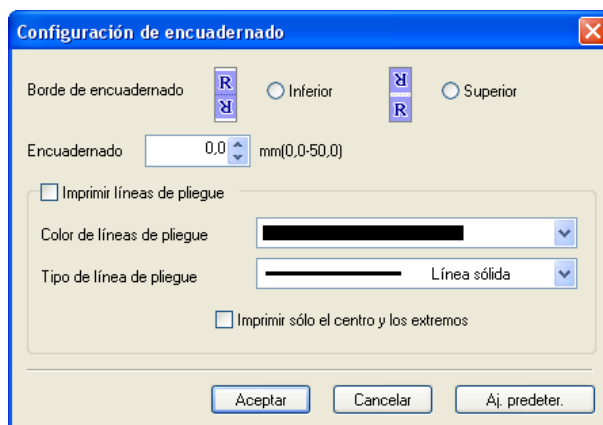 Configuración de encuadernado
Borde de encuadernado R R Inferior R R Superior
Encuadernado 0,0 mm(0,0-50,0)
Imprimir líneas de pliegue
Color de líneas de pliegue
Tipo de línea de pliegue Línea sólida
Imprimir sólo el centro y los extremos
Aceptar Cancelar Aj. predeter.